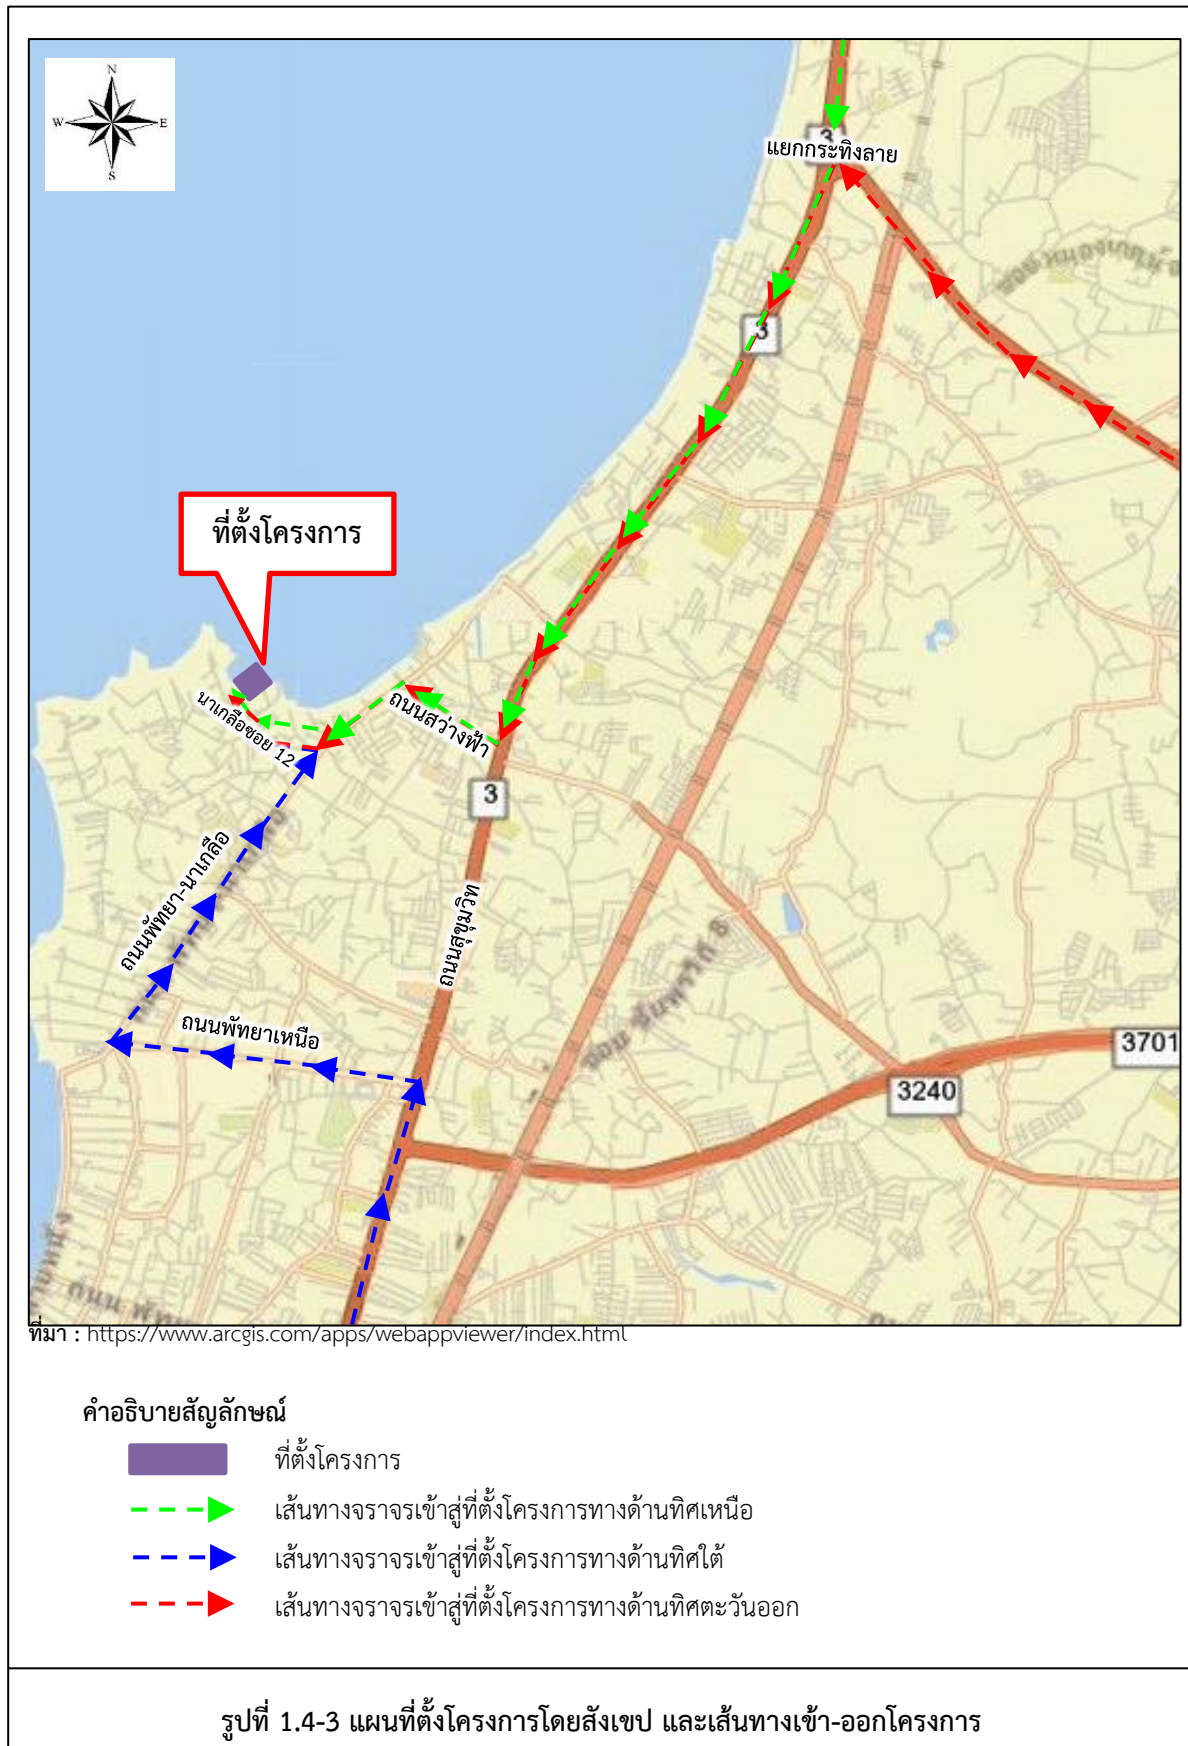 N
W E
S
3
แยกกระทิงลาย
3
ที่ตั้งโครงการ
นาเกลือซอย 12
ถนนสว่างฟ้า
3
ถนนพัทยา-นาเกลือ
ถนนสุขุมวิท
ถนนพัทยาเหนือ
3701
3240
ที่มา : https://www.arcgis.com/apps/webappviewer/index.html
คำอธิบายสัญลักษณ์
ที่ตั้งโครงการ
เส้นทางจราจรเข้าสู่ที่ตั้งโครงการทางด้านทิศเหนือ
เส้นทางจราจรเข้าสู่ที่ตั้งโครงการทางด้านทิศใต้
เส้นทางจราจรเข้าสู่ที่ตั้งโครงการทางด้านทิศตะวันออก
รูปที่ 1.4-3 แผนที่ตั้งโครงการโดยสังเขป และเส้นทางเข้า-ออกโครงการ